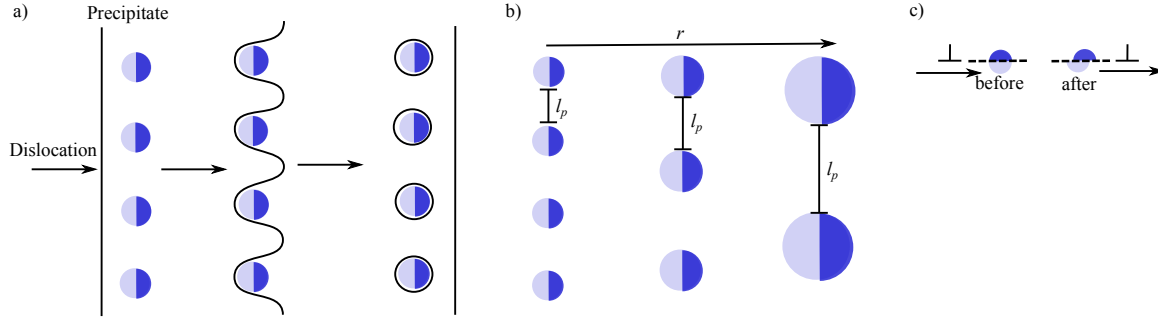 a)
Precipitate
Dislocation
b)
r
l_p
l_p
l_p
c)
before
after